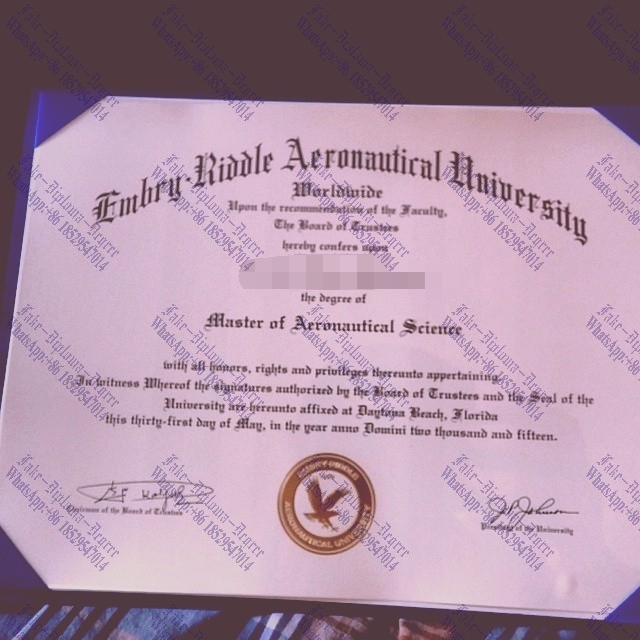 Embry-Riddle Aeronautical University
Worldwide
Upon the recommendation of the Faculty,
The Board of Trustees
hereby confers upon
the degree of
Master of Aeronautical Science
with all honors, rights and privileges thereunto appertaining.
In witness Whereof the signatures authorized by the Board of Trustees and the Seal of the
University are hereunto affixed at Daytona Beach, Florida
this thirty-first day of May, in the year anno Domini two thousand and fifteen.
Chairman of the Board of Trustees
President of the University